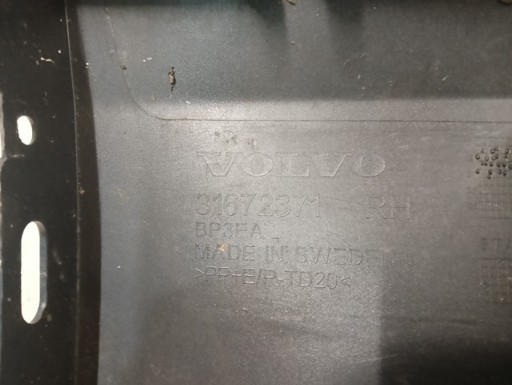 VOLVO
31672371 RH
BP3EA
MADE IN SWEDEN
>PP+E/P-TD20<